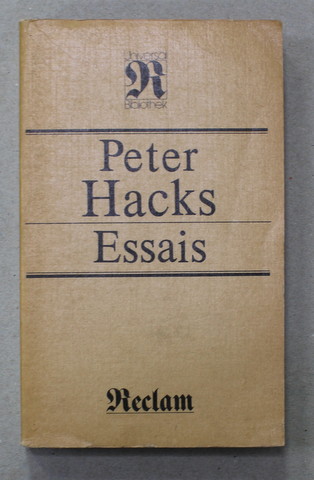 Universal
R
Bibliothek
Peter
Hacks
Essais
Reclam